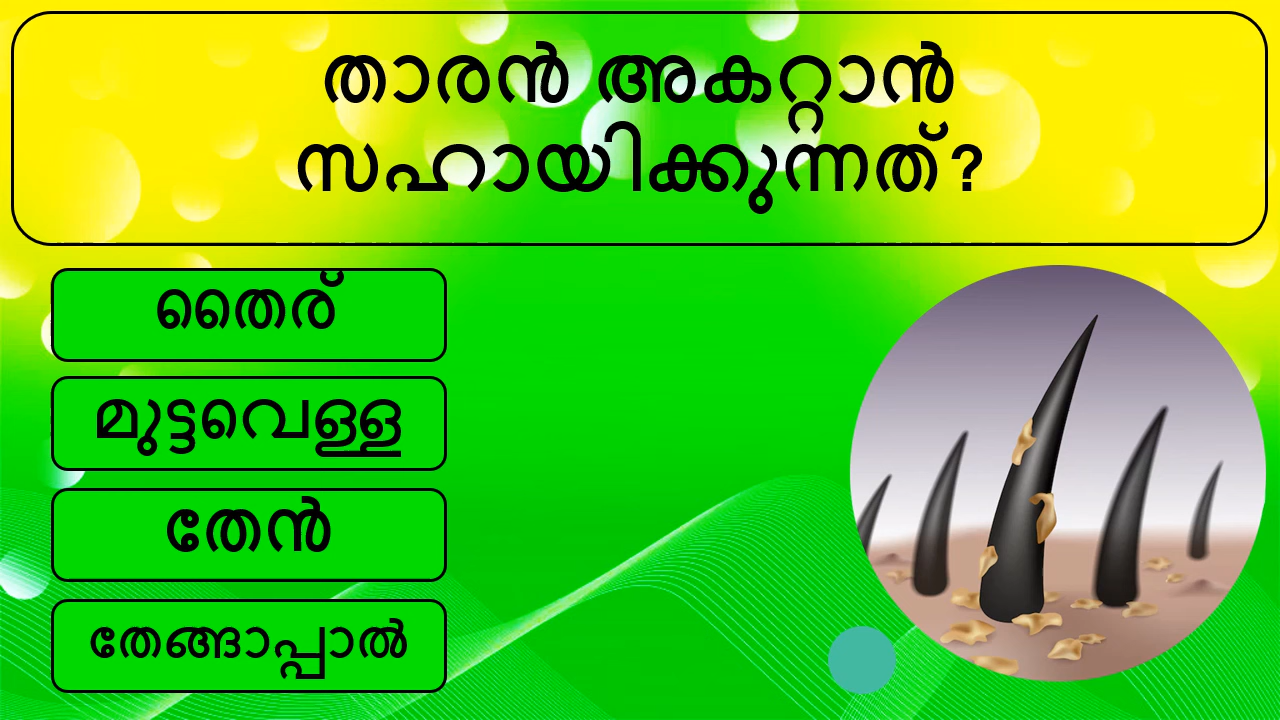 താരൻ അകറ്റാൻ
സഹായിക്കുന്നത്?
തൈര്
മുട്ടവെള്ള
തേൻ
തേങ്ങാപ്പാൽ